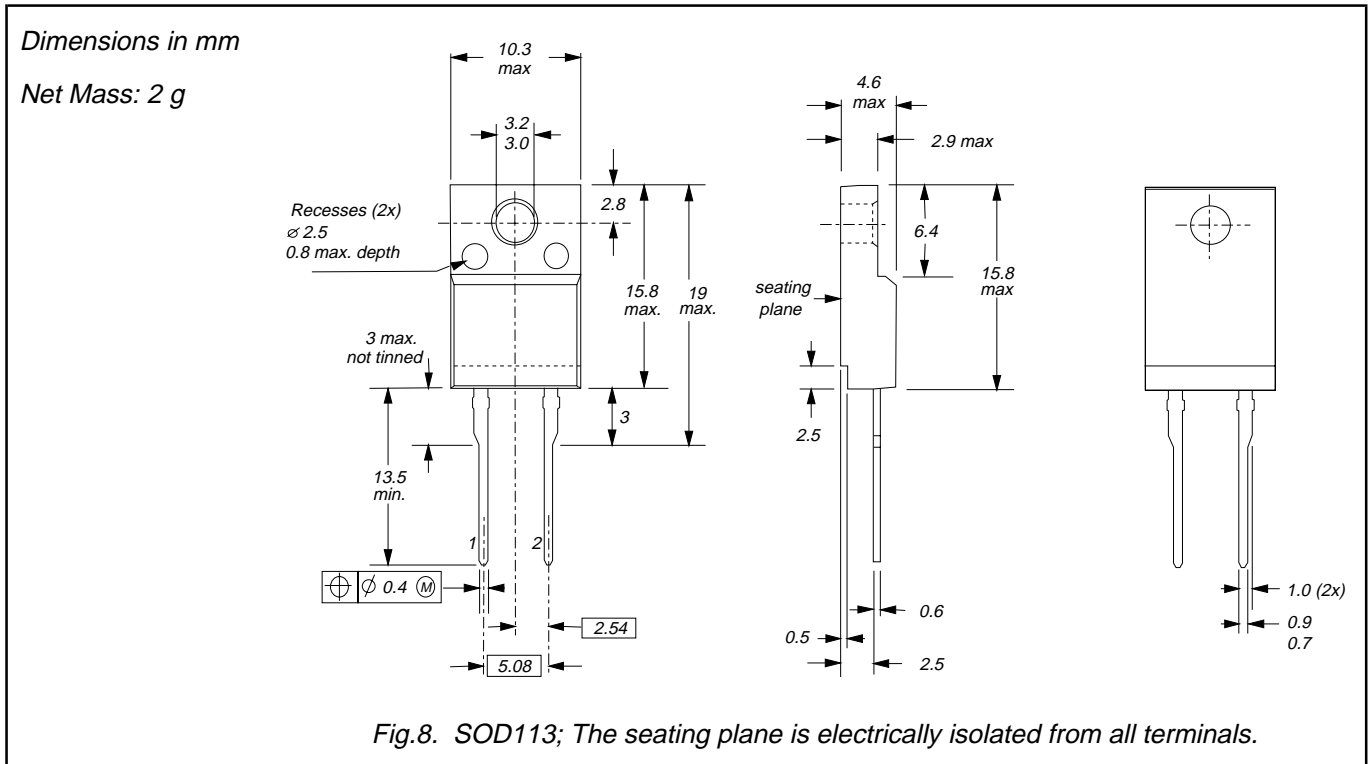 Dimensions in mm
Net Mass: 2 g
10.3
max
3.2
3.0
2.8
Recesses (2x)
⌀ 2.5
0.8 max. depth
15.8
max.
19
max.
3 max.
not tinned
3
13.5
min.
1
2
⌀ 0.4 Ⓜ
2.54
5.08
4.6
max
2.9 max
6.4
15.8
max
seating
plane
2.5
0.6
0.5
2.5
1.0 (2x)
0.9
0.7
Fig.8. SOD113; The seating plane is electrically isolated from all terminals.